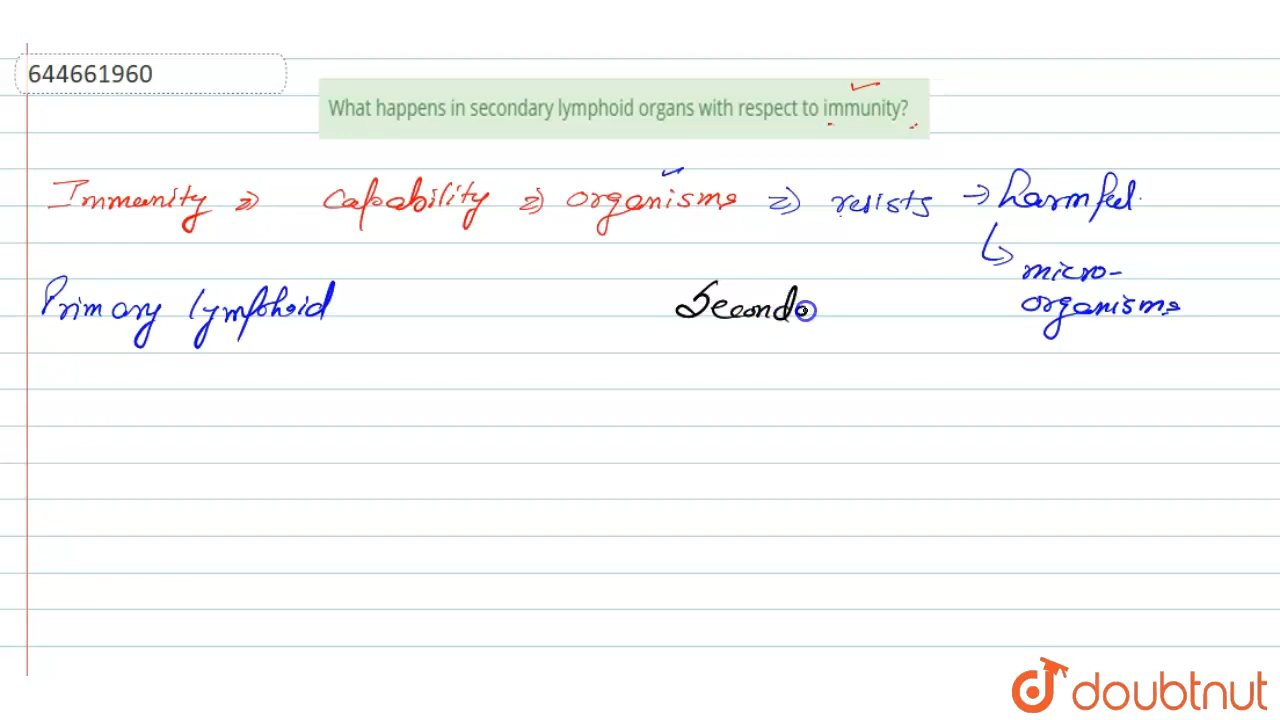 644661960
What happens in secondary lymphoid organs with respect to immunity?
Immunity ⇒ Capability ⇒ organisms ⇒ resists → harmful
↳ micro-
organisms
Primary lymphoid Seconda
doubtnut